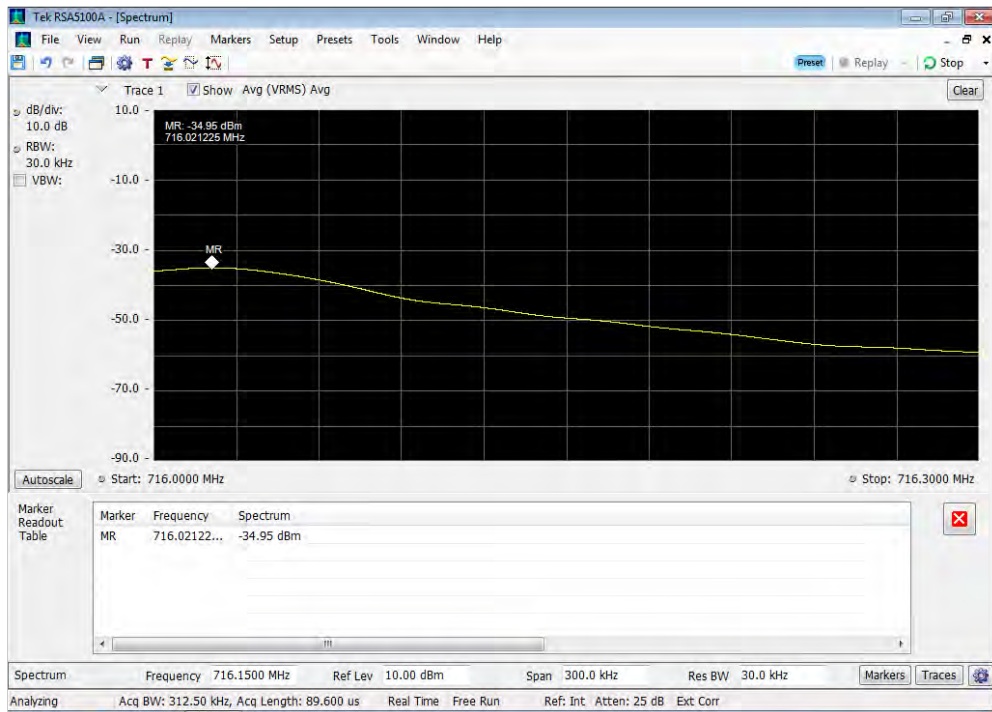 Tek RSA5100A - [Spectrum]
File View Run Replay Markers Setup Presets Tools Window Help
T Preset Replay Stop
Trace 1 Show Avg (VRMS) Avg Clear
dB/div:
10.0 dB
RBW:
30.0 kHz
VBW:
10.0
MR: -34.95 dBm
716.021225 MHz
-10.0
-30.0
MR
-50.0
-70.0
-90.0
Autoscale Start: 716.0000 MHz Stop: 716.3000 MHz
Marker
Readout
Table
Marker Frequency Spectrum
MR 716.02122... -34.95 dBm
Spectrum Frequency 716.1500 MHz Ref Lev 10.00 dBm Span 300.0 kHz Res BW 30.0 kHz Markers Traces
Analyzing Acq BW: 312.50 kHz, Acq Length: 89.600 us Real Time Free Run Ref: Int Atten: 25 dB Ext Corr